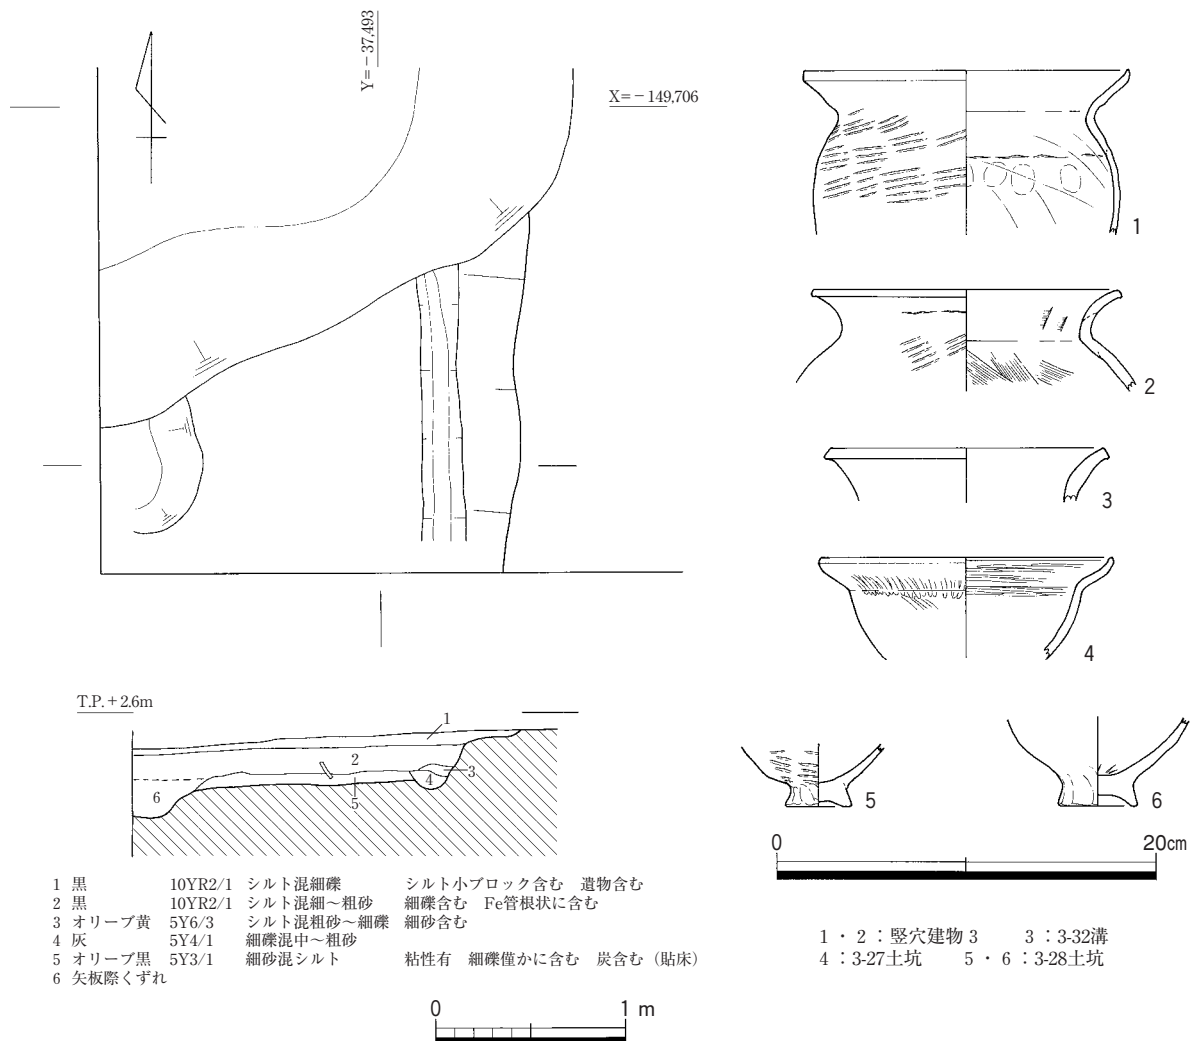 Y=－37,493
X=－149,706
1
2
3
4
5
6
0 20cm
T.P.＋2.6m
1
2
3
4
5
6
1 黒 10YR2/1 シルト混細礫 シルト小ブロック含む 遺物含む
2 黒 10YR2/1 シルト混細～粗砂 細礫含む Fe管根状に含む
3 オリーブ黄 5Y6/3 シルト混粗砂～細礫 細砂含む
4 灰 5Y4/1 細礫混中～粗砂
5 オリーブ黒 5Y3/1 細砂混シルト 粘性有 細礫僅かに含む 炭含む（貼床）
6 矢板際くずれ
0 1 m
1・2：竪穴建物3 3：3-32溝
4：3-27土坑 5・6：3-28土坑